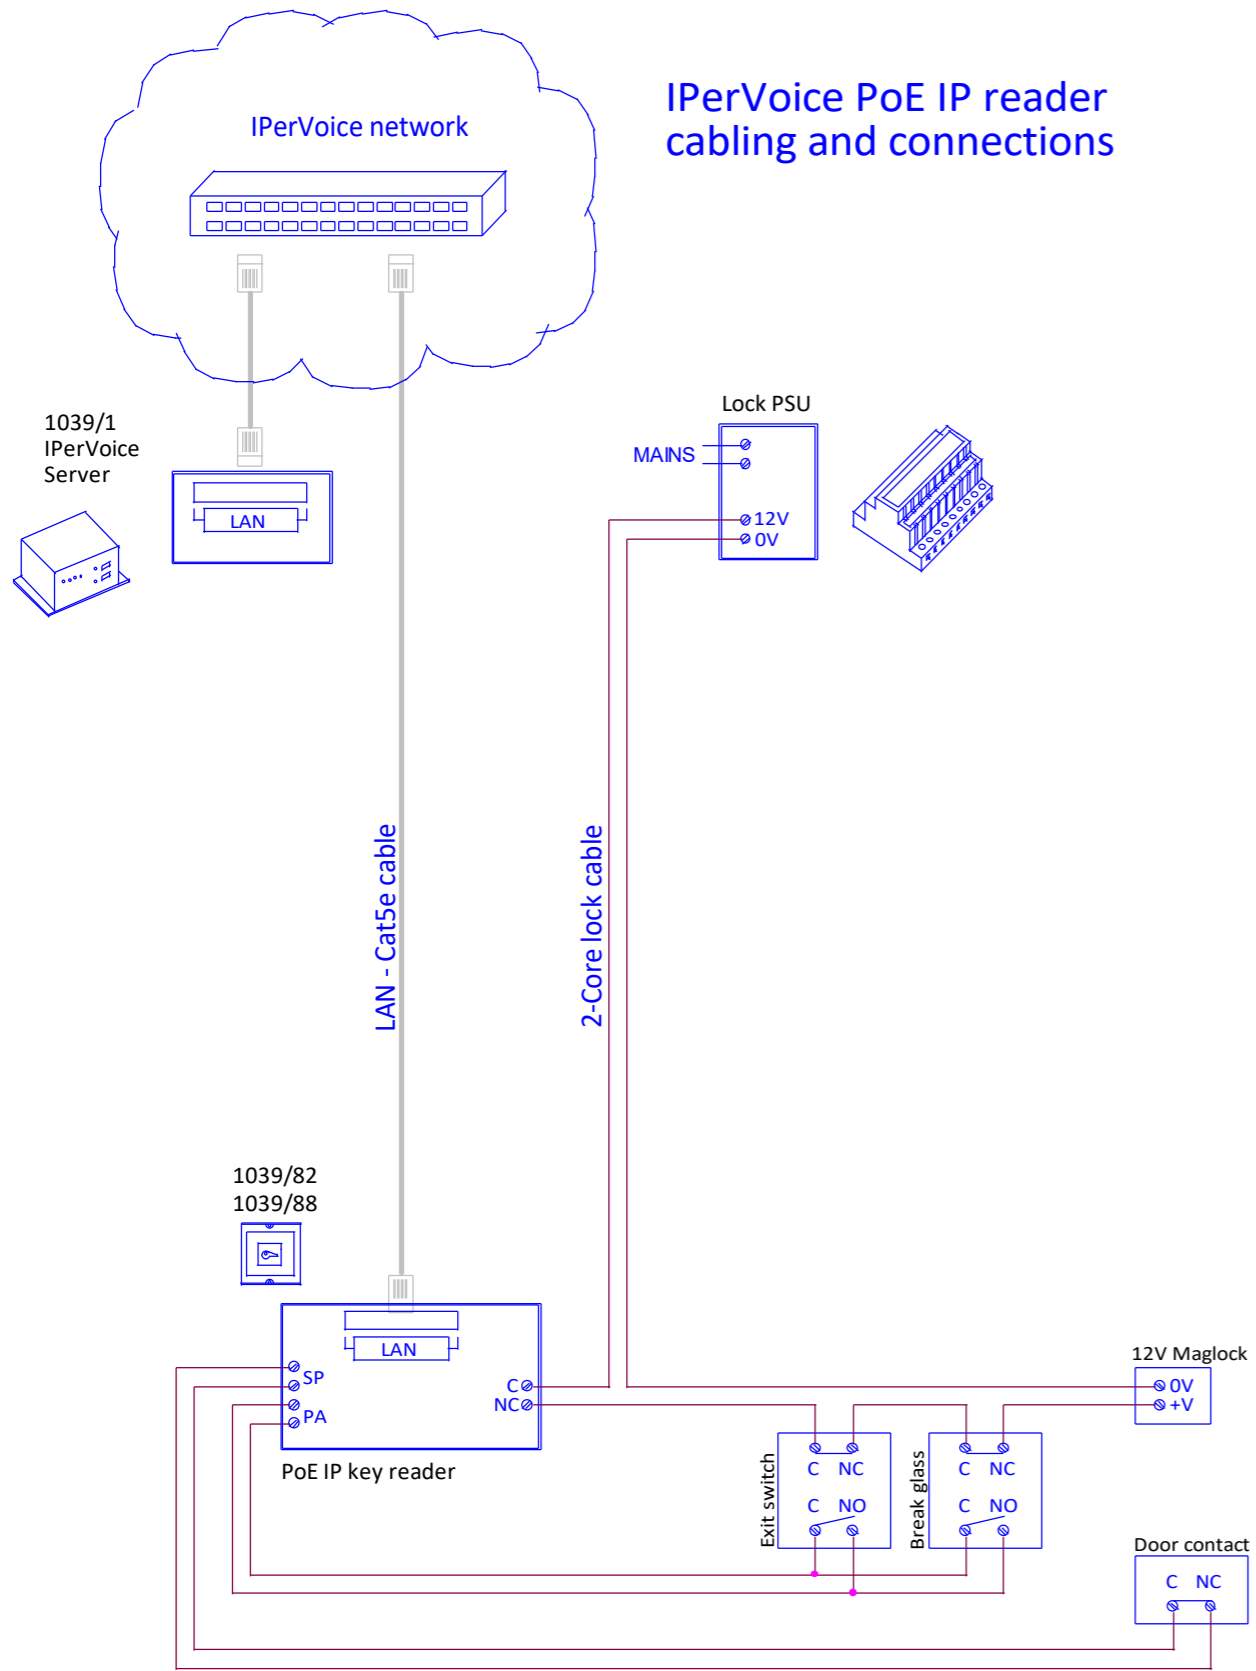 IPerVoice PoE IP reader
cabling and connections
IPerVoice network
1039/1
IPerVoice
Server
LAN
Lock PSU
MAINS
12V
0V
LAN - Cat5e cable
2-Core lock cable
1039/82
1039/88
LAN
SP
PA
C
NC
PoE IP key reader
12V Maglock
0V
+V
Exit switch
C NC
C NO
Break glass
C NC
C NO
Door contact
C NC